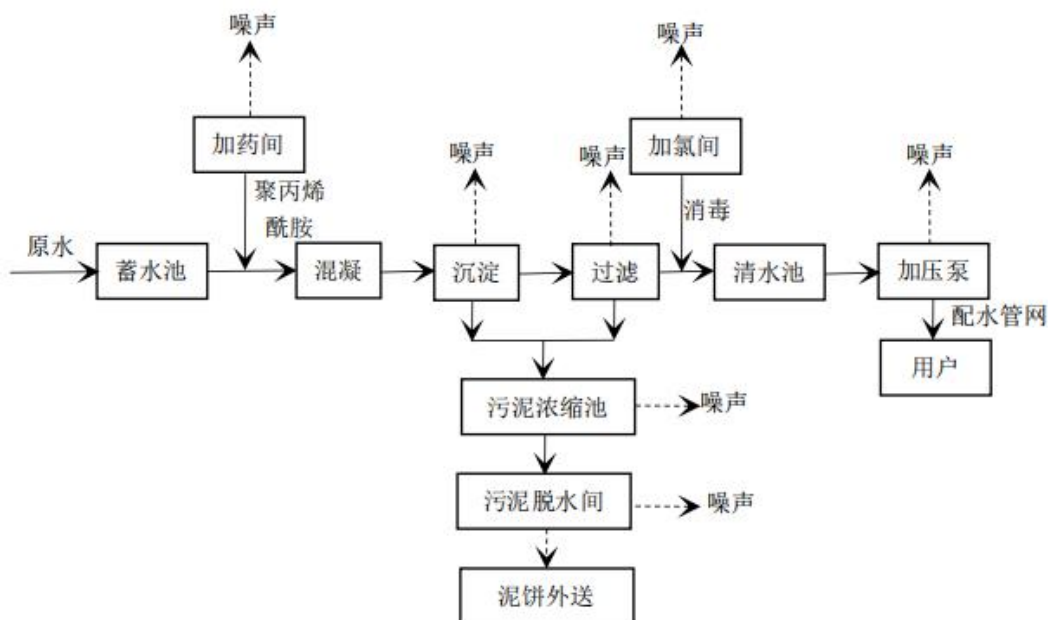 噪声
噪声
加药间
加氯间
噪声
噪声
噪声
聚丙烯
酰胺
消毒
原水
蓄水池
混凝
沉淀
过滤
清水池
加压泵
配水管网
用户
污泥浓缩池
噪声
污泥脱水间
噪声
泥饼外送